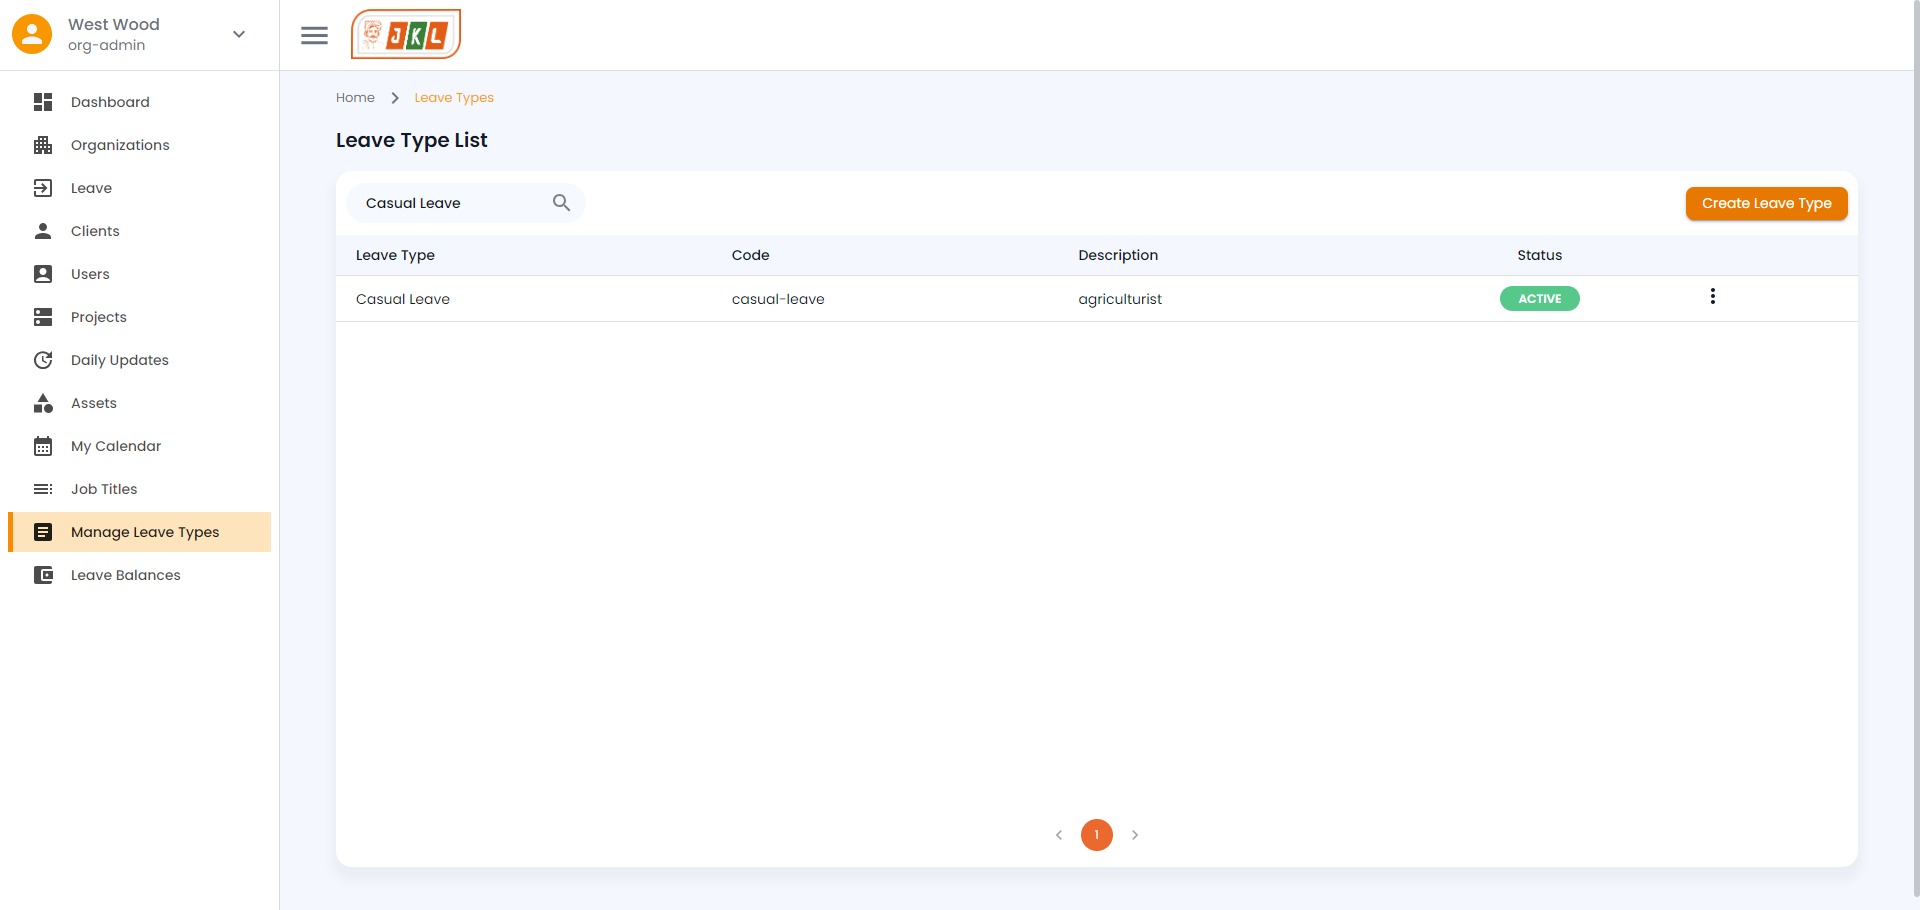 West Wood
org-admin
JKL
Dashboard
Organizations
Leave
Clients
Users
Projects
Daily Updates
Assets
My Calendar
Job Titles
Manage Leave Types
Leave Balances
Home
Leave Types
Leave Type List
Casual Leave
Create Leave Type
Leave Type Code Description Status
Casual Leave casual-leave agriculturist ACTIVE
1